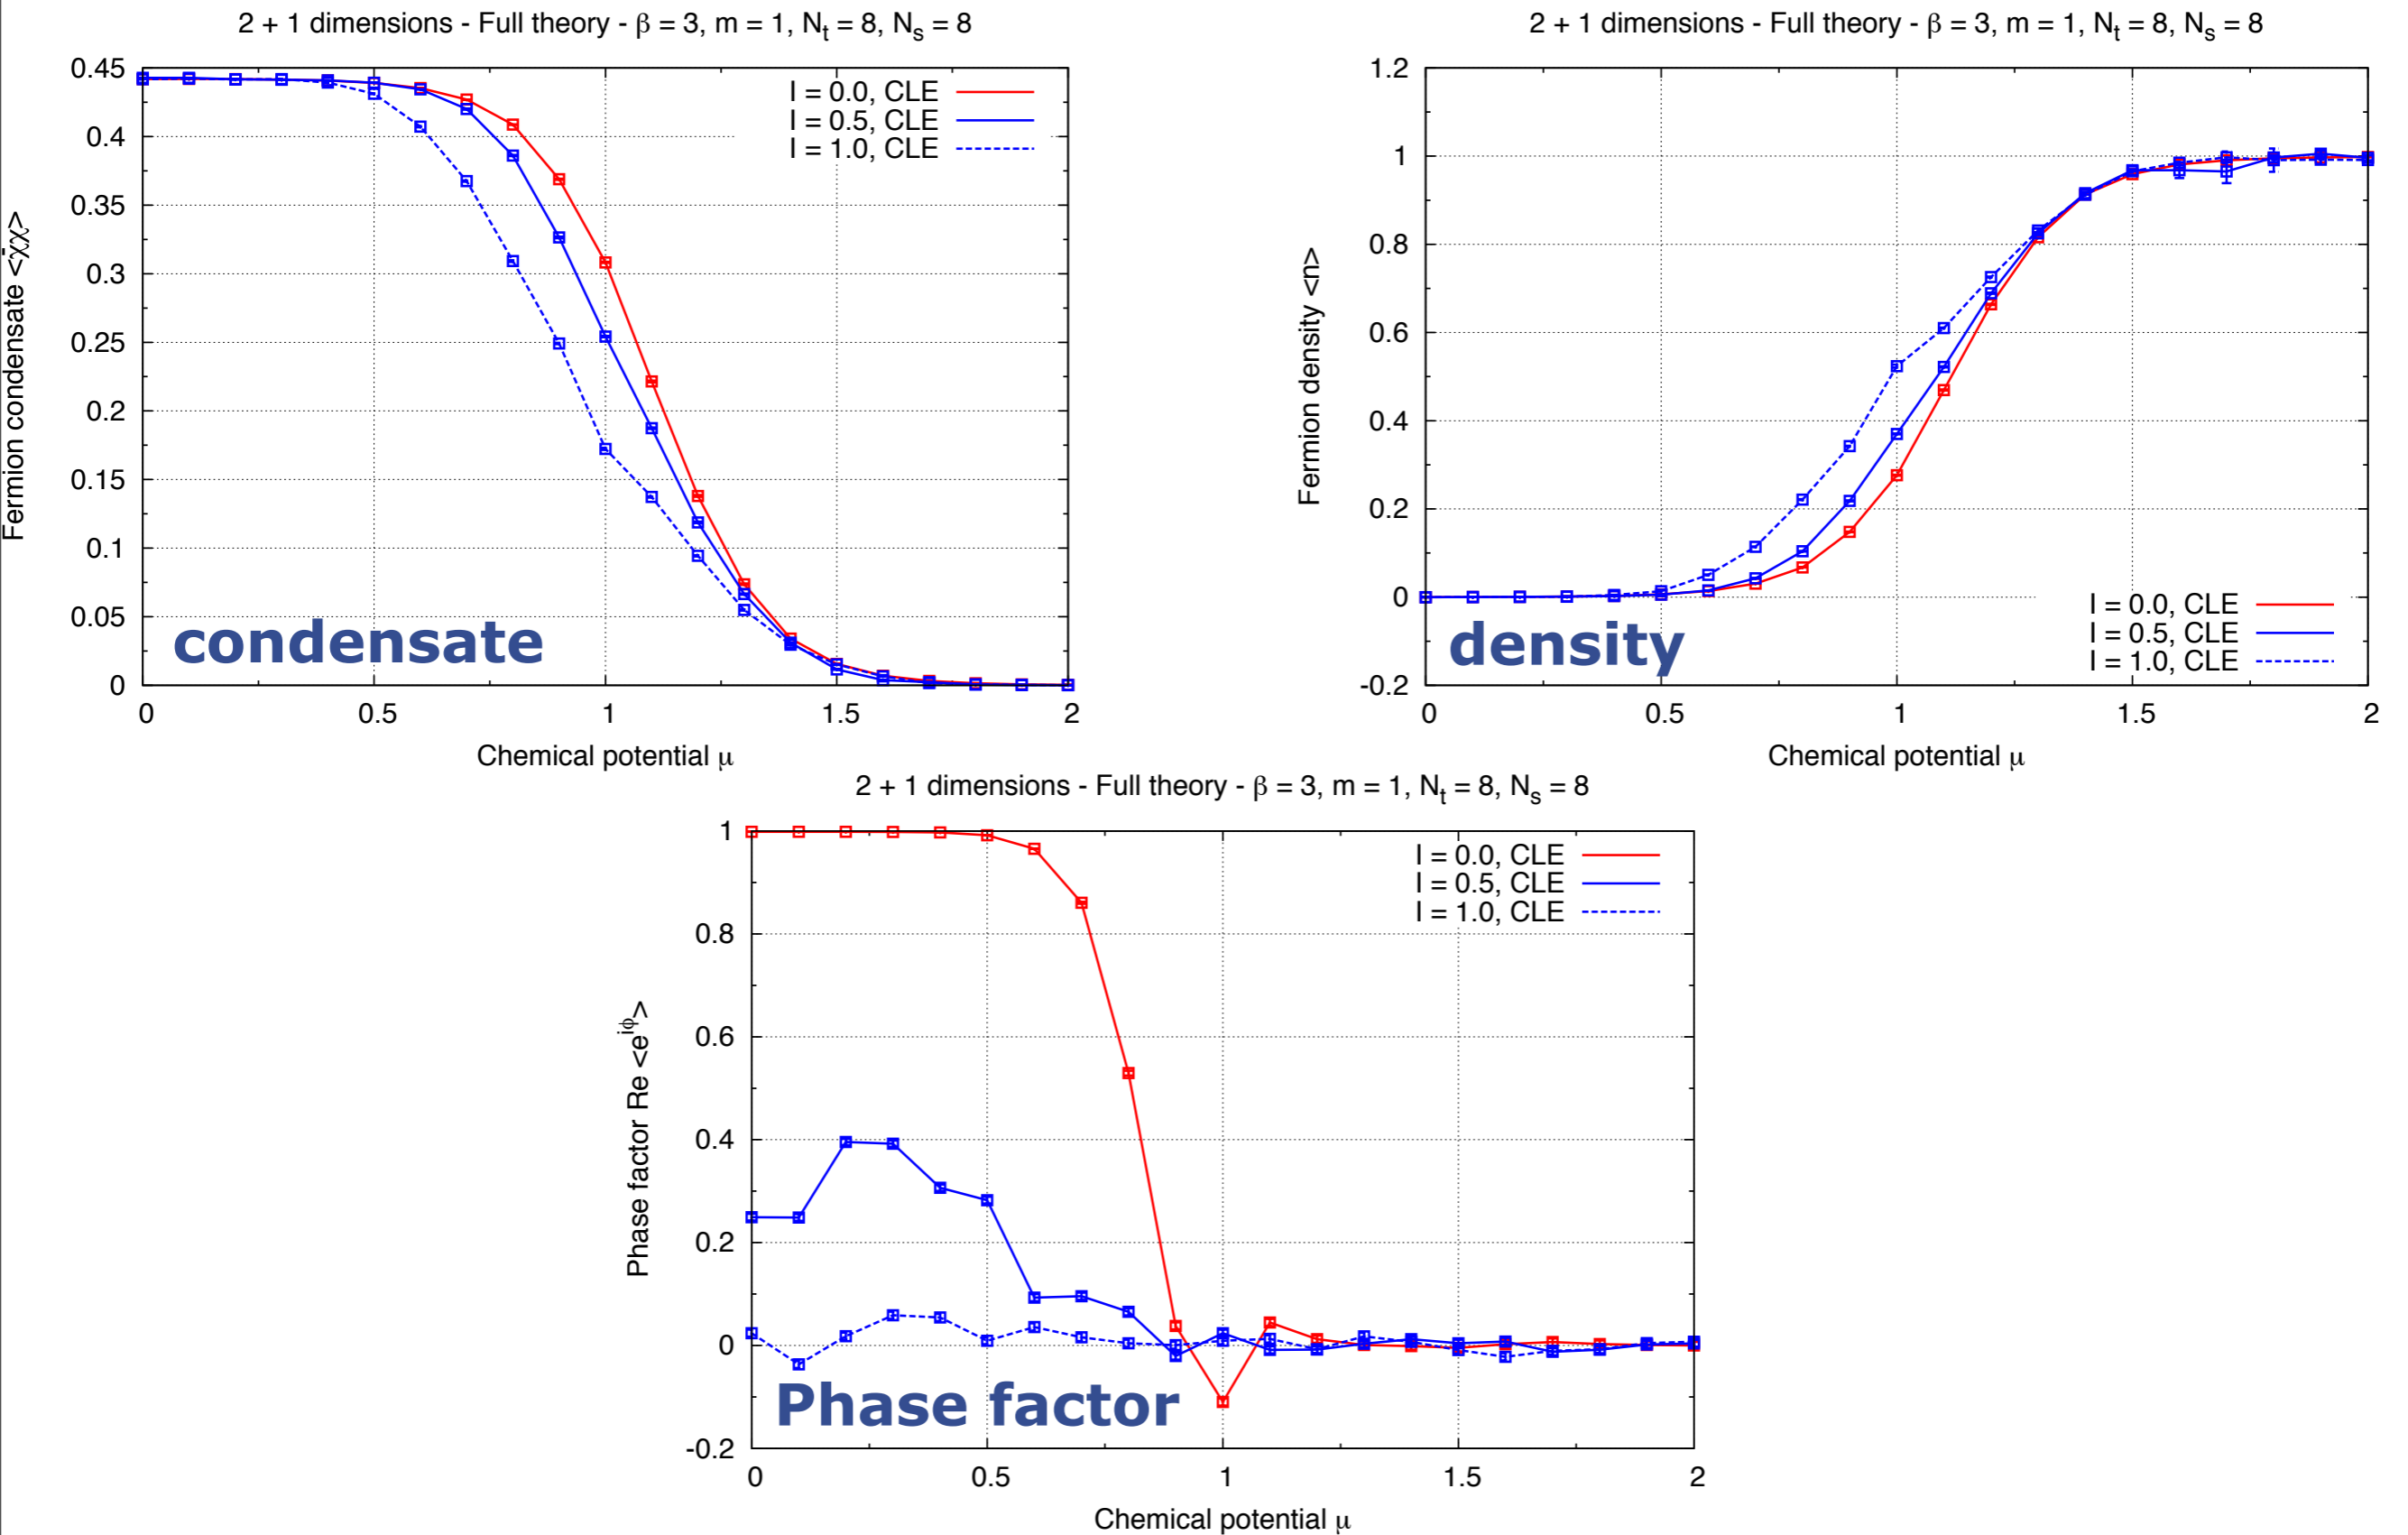 2 + 1 dimensions - Full theory - β = 3, m = 1, Nₜ = 8, Nₛ = 8
Fermion condensate <χ̄χ>
0.45
0.4
0.35
0.3
0.25
0.2
0.15
0.1
0.05
0
I = 0.0, CLE
I = 0.5, CLE
I = 1.0, CLE
condensate
0 0.5 1 1.5 2
Chemical potential μ
2 + 1 dimensions - Full theory - β = 3, m = 1, Nₜ = 8, Nₛ = 8
Fermion density <n>
1.2
1
0.8
0.6
0.4
0.2
0
-0.2
I = 0.0, CLE
I = 0.5, CLE
I = 1.0, CLE
density
0 0.5 1 1.5 2
Chemical potential μ
2 + 1 dimensions - Full theory - β = 3, m = 1, Nₜ = 8, Nₛ = 8
Phase factor Re <e^{iϕ}>
1
0.8
0.6
0.4
0.2
0
-0.2
I = 0.0, CLE
I = 0.5, CLE
I = 1.0, CLE
Phase factor
0 0.5 1 1.5 2
Chemical potential μ